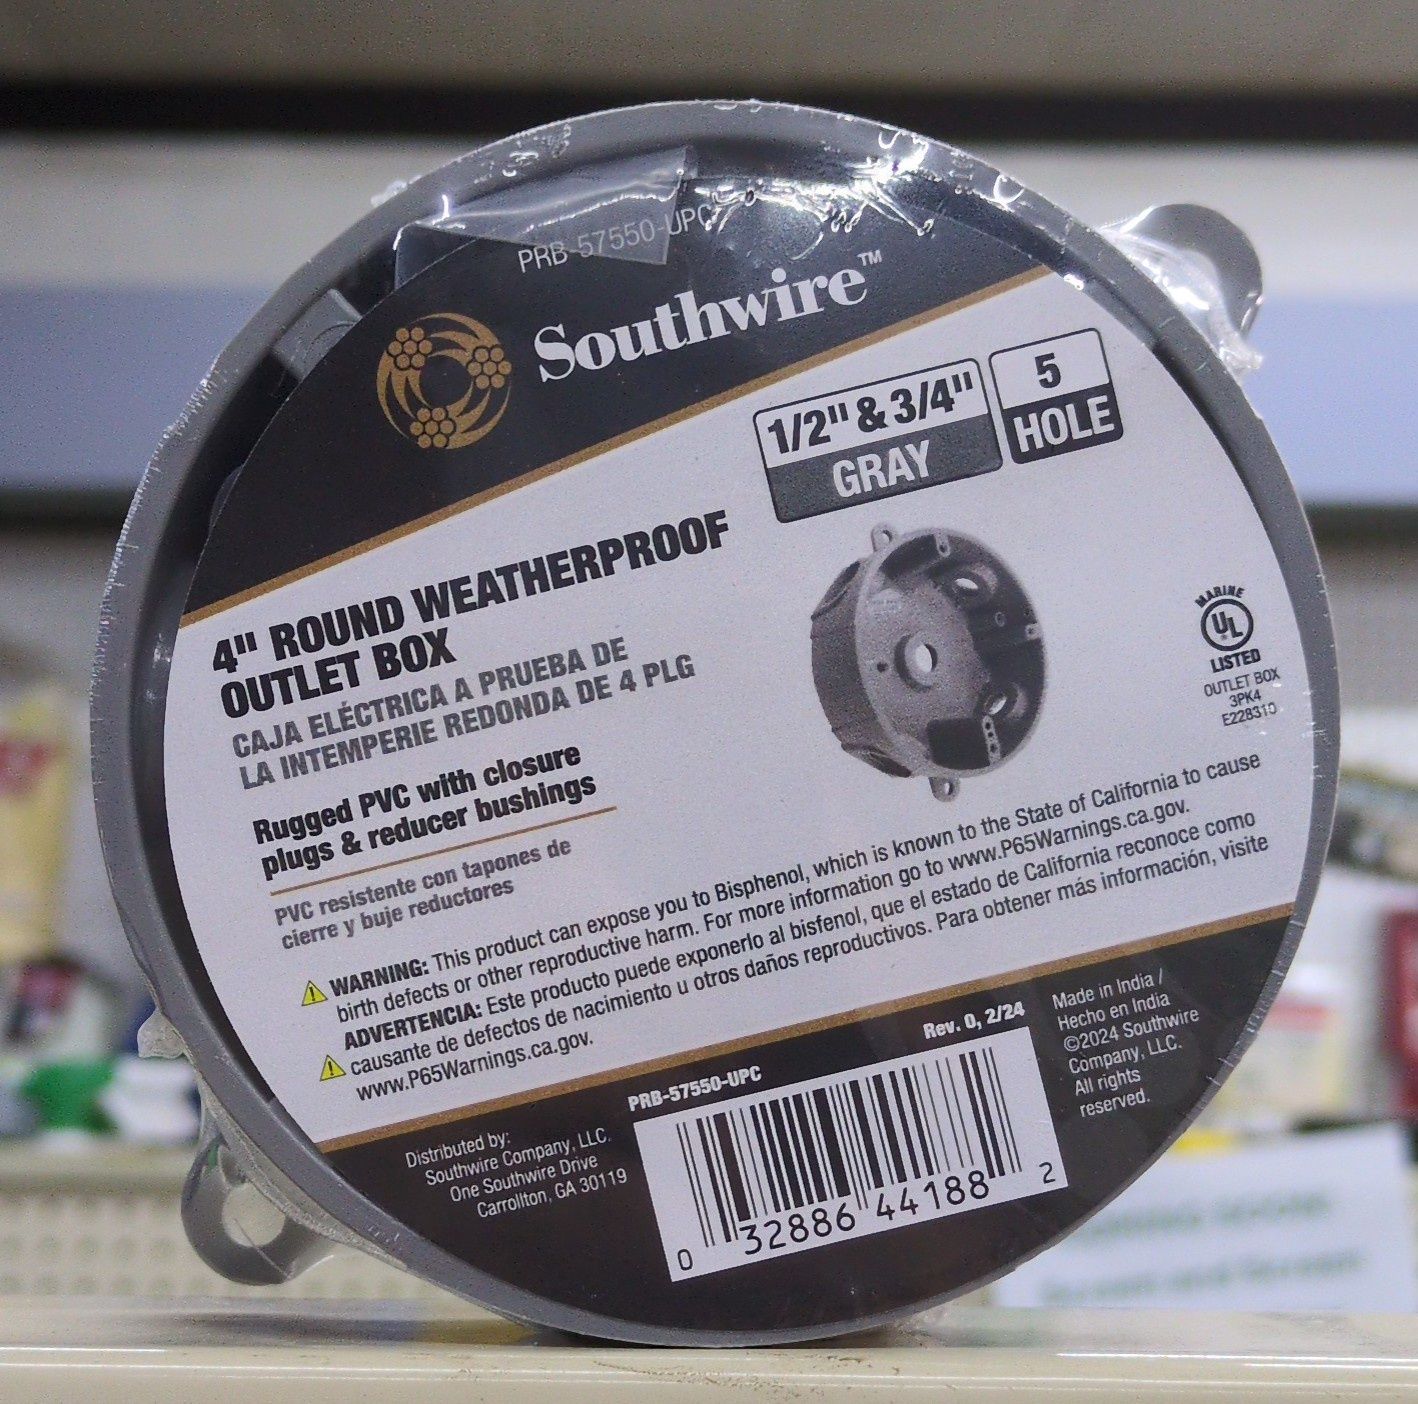 PRB-57550-UPC
Southwire™
1/2" & 3/4"
GRAY
5
HOLE
4" ROUND WEATHERPROOF
OUTLET BOX
CAJA ELÉCTRICA A PRUEBA DE
LA INTEMPERIE REDONDA DE 4 PLG
Rugged PVC with closure
plugs & reducer bushings
PVC resistente con tapones de
cierre y buje reductores
MARINE
UL
®
LISTED
OUTLET BOX
3PK4
E228310
WARNING: This product can expose you to Bisphenol, which is known to the State of California to cause
birth defects or other reproductive harm. For more information go to www.P65Warnings.ca.gov.
ADVERTENCIA: Este producto puede exponerlo al bisfenol, que el estado de California reconoce como
causante de defectos de nacimiento u otros daños reproductivos. Para obtener más información, visite
www.P65Warnings.ca.gov.
Distributed by:
Southwire Company, LLC.
One Southwire Drive
Carrollton, GA 30119
PRB-57550-UPC
Rev. 0, 2/24
0 32886 44188 2
Made in India /
Hecho en India
©2024 Southwire
Company, LLC.
All rights
reserved.